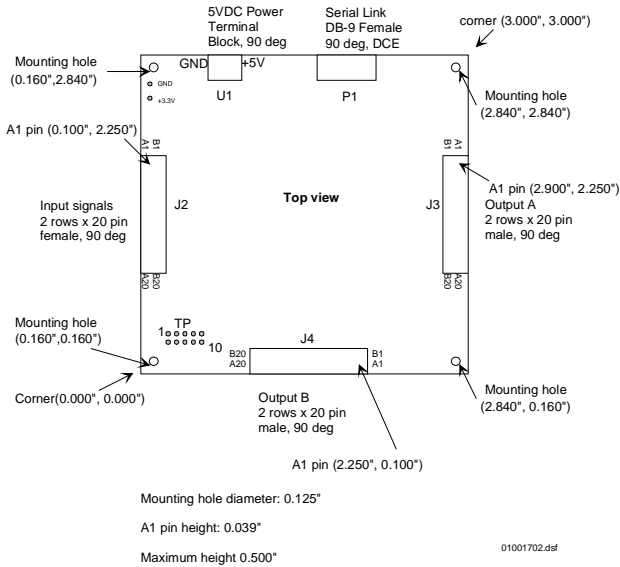 5VDC Power
Terminal
Block, 90 deg
Serial Link
DB-9 Female
90 deg, DCE
corner (3.000", 3.000")
Mounting hole
(0.160",2.840")
GND
+5V
U1
P1
GND
+3.3V
Mounting hole
(2.840", 2.840")
A1 pin (0.100", 2.250")
A1
B1
B1
A1
Input signals
2 rows x 20 pin
female, 90 deg
J2
Top view
J3
A1 pin (2.900", 2.250")
Output A
2 rows x 20 pin
male, 90 deg
A20
B20
B20
A20
Mounting hole
(0.160",0.160")
TP
1
10
J4
B20
A20
B1
A1
Corner(0.000", 0.000")
Mounting hole
(2.840", 0.160")
Output B
2 rows x 20 pin
male, 90 deg
A1 pin (2.250", 0.100")
Mounting hole diameter: 0.125"
A1 pin height: 0.039"
Maximum height 0.500"
01001702.dsf